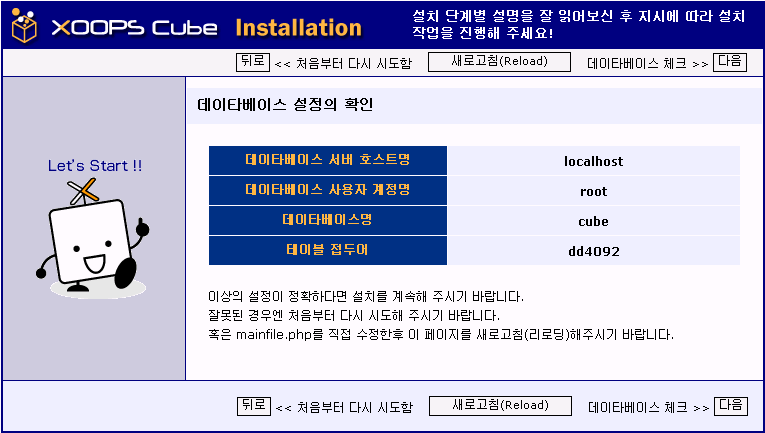 XOOPS Cube Installation
설치 단계별 설명을 잘 읽어보신 후 지시에 따라 설치
작업을 진행해 주세요!
뒤로 << 처음부터 다시 시도함 새로고침(Reload) 데이타베이스 체크 >> 다음
데이타베이스 설정의 확인
Let's Start !!
데이타베이스 서버 호스트명 localhost
데이타베이스 사용자 계정명 root
데이타베이스명 cube
테이블 접두어 dd4092
이상의 설정이 정확하다면 설치를 계속해 주시기 바랍니다.
잘못된 경우엔 처음부터 다시 시도해 주시기 바랍니다.
혹은 mainfile.php를 직접 수정한후 이 페이지를 새로고침(리로딩)해주시기 바랍니다.
뒤로 << 처음부터 다시 시도함 새로고침(Reload) 데이타베이스 체크 >> 다음